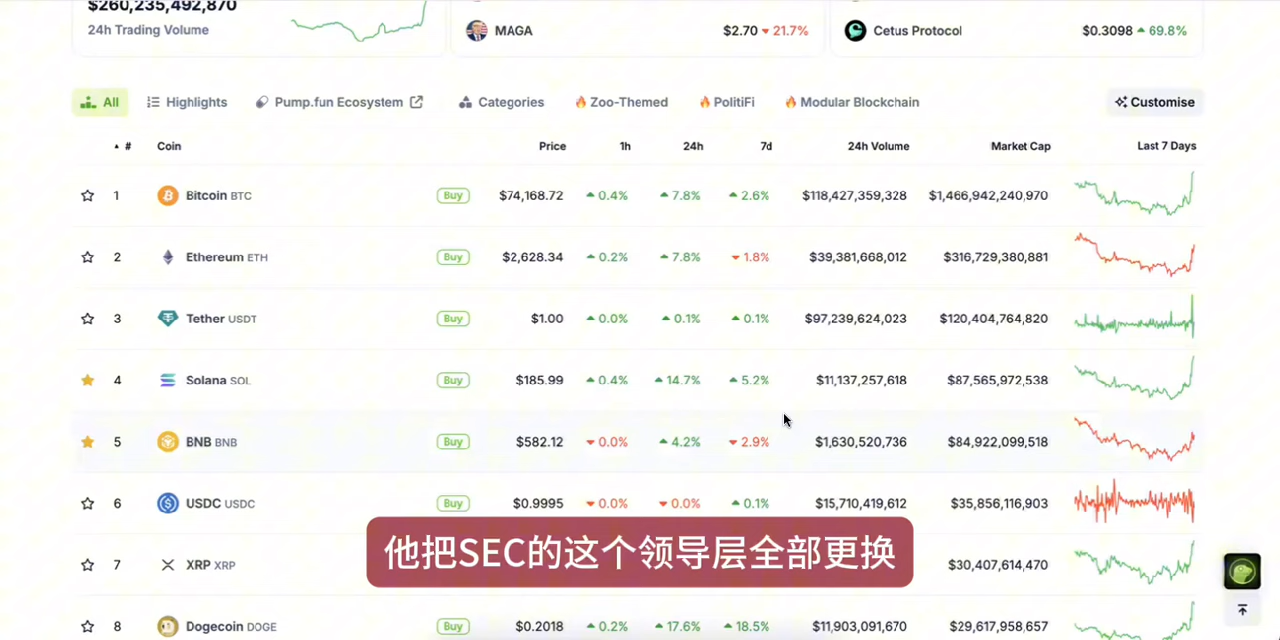 $260,235,492,870
24h Trading Volume
MAGA $2.70 21.7%
Cetus Protocol $0.3098 69.8%
All Highlights Pump.fun Ecosystem Categories Zoo-Themed PolitiFi Modular Blockchain Customise
# Coin Price 1h 24h 7d 24h Volume Market Cap Last 7 Days
1 Bitcoin BTC Buy $74,168.72 0.4% 7.8% 2.6% $118,427,359,328 $1,466,942,240,970
2 Ethereum ETH Buy $2,628.34 0.2% 7.8% 1.8% $39,381,668,012 $316,729,380,881
3 Tether USDT Buy $1.00 0.0% 0.1% 0.1% $97,239,624,023 $120,404,764,820
4 Solana SOL Buy $185.99 0.4% 14.7% 5.2% $11,137,257,618 $87,565,972,538
5 BNB BNB Buy $582.12 0.0% 4.2% 2.9% $1,630,520,736 $84,922,099,518
6 USDC USDC Buy $0.9995 0.0% 0.0% 0.1% $15,710,419,612 $35,856,116,903
他把SEC的这个领导层全部更换
7 XRP XRP $30,407,614,470
8 Dogecoin DOGE Buy $0.2018 0.2% 17.6% 18.5% $11,903,091,670 $29,617,958,657